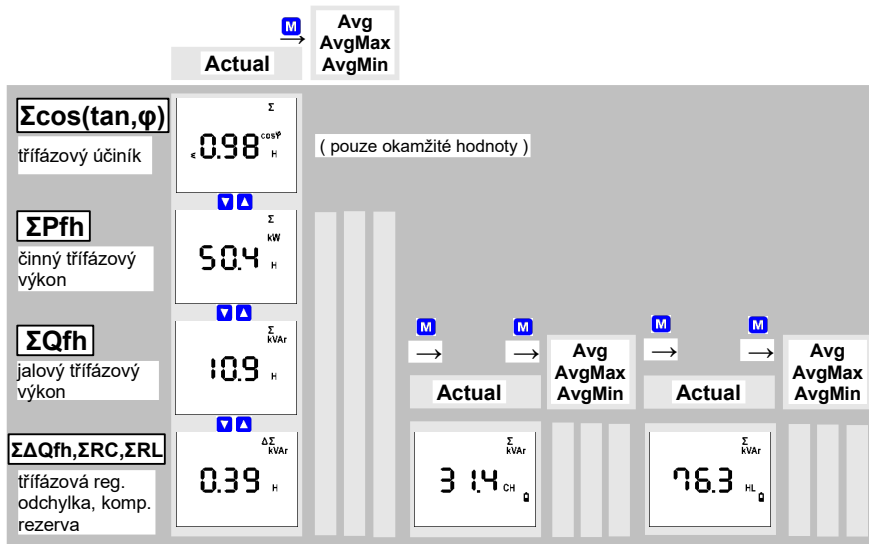 M
→
Avg
AvgMax
AvgMin
Actual
Σcos(tan,φ)
třífázový účiník
Σ
0.98 cosφ
H
( pouze okamžité hodnoty )
ΣPfh
činný třífázový
výkon
Σ
kW
50.4 H
ΣQfh
jalový třífázový
výkon
Σ
kVAr
10.9 H
M
→
M
→
Avg
AvgMax
AvgMin
Actual
M
→
M
→
Avg
AvgMax
AvgMin
Actual
ΣΔQfh,ΣRC,ΣRL
třífázová reg.
odchylka, komp.
rezerva
ΔΣ
kVAr
0.39 H
Σ
kVAr
31.4 CH
Σ
kVAr
76.3 HL